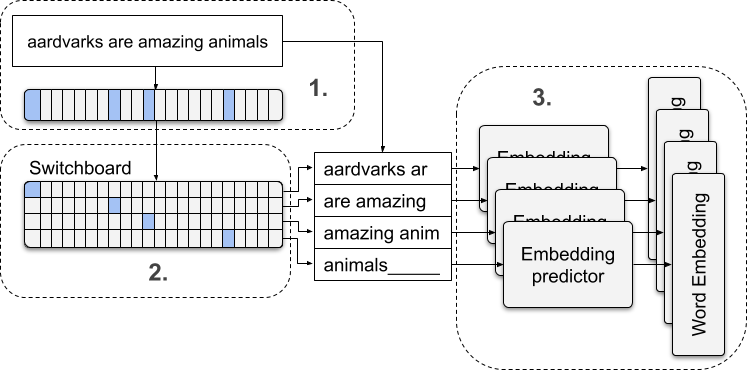 aardvarks are amazing animals
1.
Switchboard
2.
aardvarks ar
are amazing
amazing anim
animals_____
3.
Embedding
Embedding
Embedding
Embedding
predictor
Word Embedding